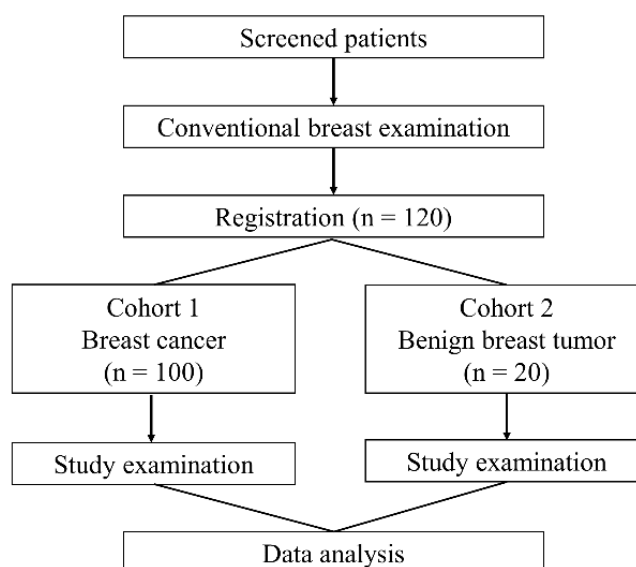 Screened patients
Conventional breast examination
Registration (n = 120)
Cohort 1
Breast cancer
(n = 100)
Cohort 2
Benign breast tumor
(n = 20)
Study examination
Study examination
Data analysis